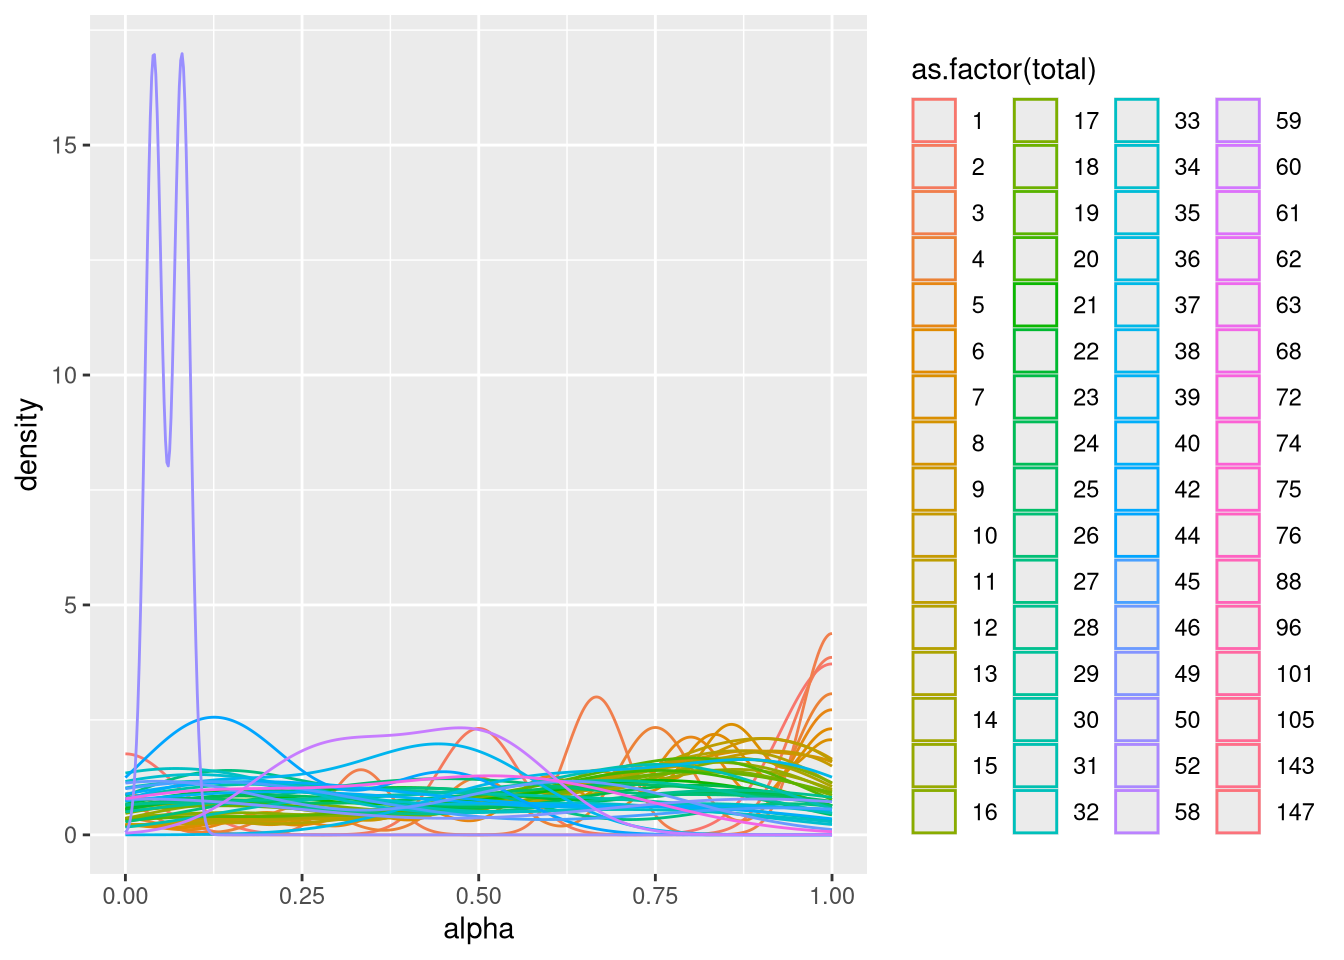 as.factor(total)
1 17 33 59
2 18 34 60
3 19 35 61
4 20 36 62
5 21 37 63
6 22 38 68
7 23 39 72
8 24 40 74
9 25 42 75
10 26 44 76
11 27 45 88
12 28 46 96
13 29 49 101
14 30 50 105
15 31 52 143
16 32 58 147
15
10
5
0
density
0.00 0.25 0.50 0.75 1.00
alpha